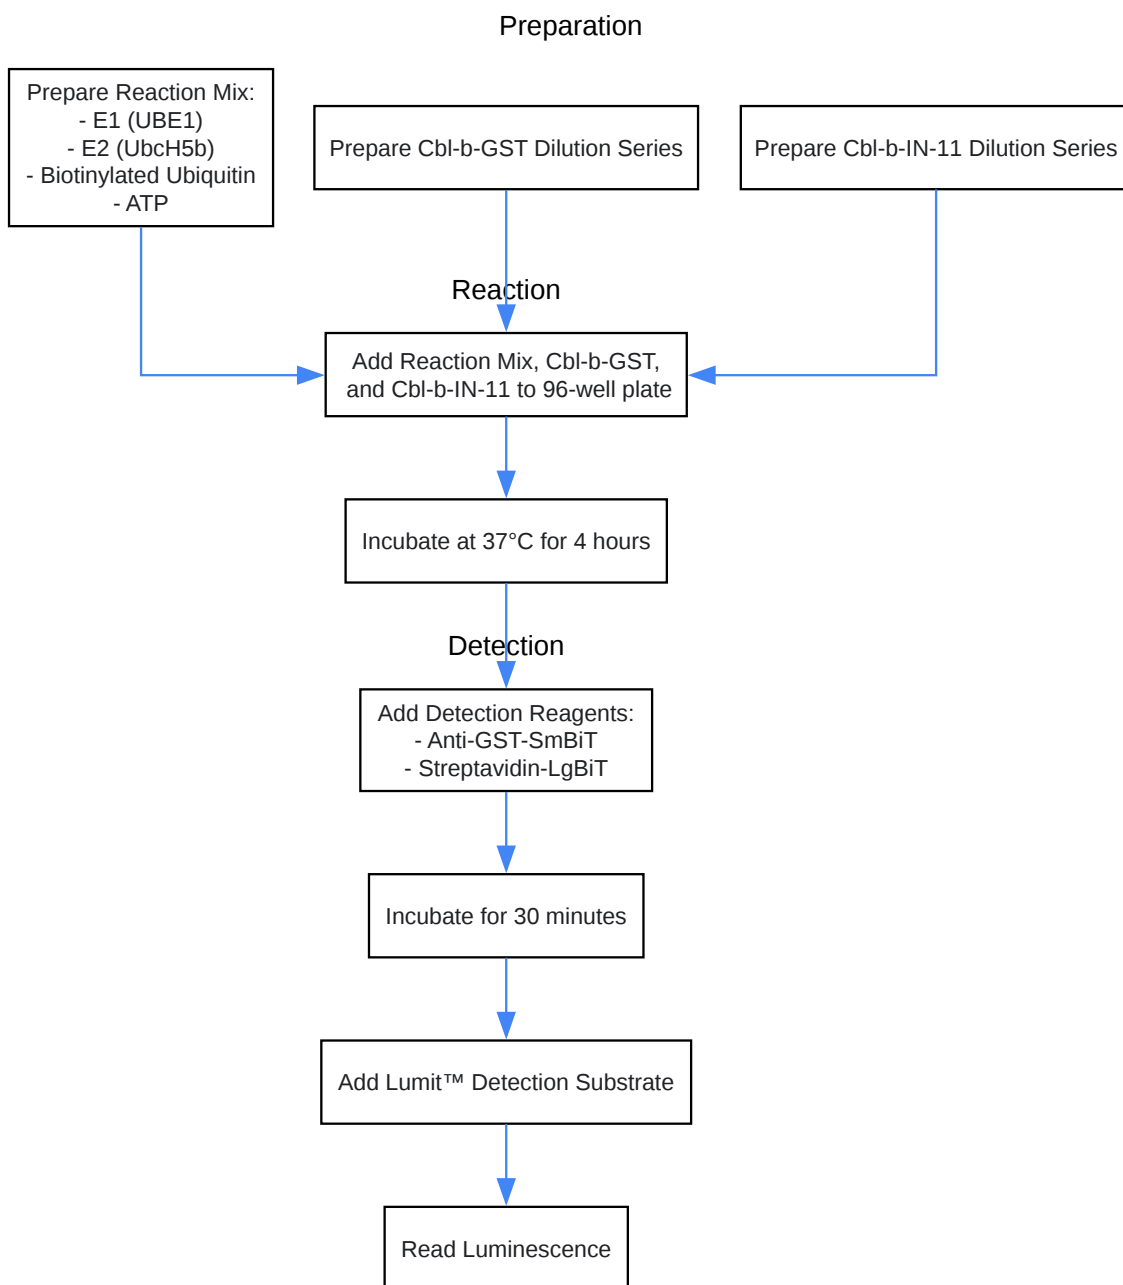 Preparation
Prepare Reaction Mix:
- E1 (UBE1)
- E2 (UbcH5b)
- Biotinylated Ubiquitin
- ATP
Prepare Cbl-b-GST Dilution Series
Prepare Cbl-b-IN-11 Dilution Series
Reaction
Add Reaction Mix, Cbl-b-GST,
and Cbl-b-IN-11 to 96-well plate
Incubate at 37°C for 4 hours
Detection
Add Detection Reagents:
- Anti-GST-SmBiT
- Streptavidin-LgBiT
Incubate for 30 minutes
Add Lumit™ Detection Substrate
Read Luminescence